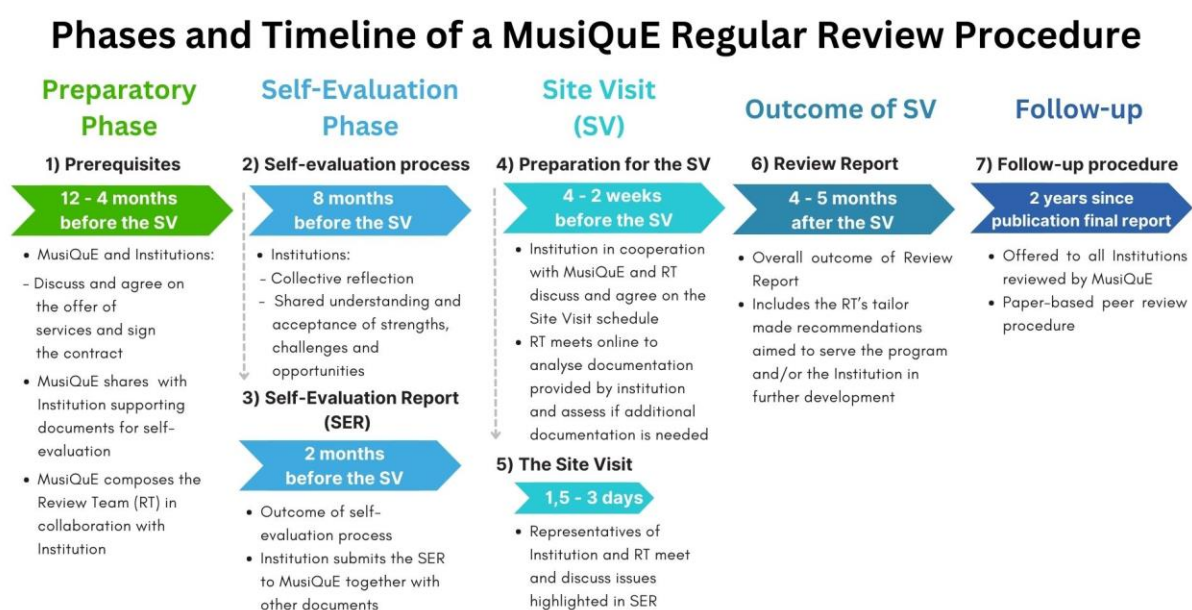 Phases and Timeline of a MusiQuE Regular Review Procedure
Preparatory
Phase
1) Prerequisites
12 - 4 months
before the SV
• MusiQuE and Institutions:
- Discuss and agree on
the offer of
services and sign
the contract
• MusiQuE shares with
Institution supporting
documents for self-
evaluation
• MusiQuE composes the
Review Team (RT) in
collaboration with
Institution
Self-Evaluation
Phase
2) Self-evaluation process
8 months
before the SV
• Institutions:
- Collective reflection
- Shared understanding and
acceptance of strengths,
challenges and
opportunities
3) Self-Evaluation Report
(SER)
2 months
before the SV
• Outcome of self-
evaluation process
• Institution submits the SER
to MusiQuE together with
other documents
Site Visit
(SV)
4) Preparation for the SV
4 - 2 weeks
before the SV
• Institution in cooperation
with MusiQuE and RT
discuss and agree on the
Site Visit schedule
• RT meets online to
analyse documentation
provided by institution
and assess if additional
documentation is needed
5) The Site Visit
1,5 - 3 days
• Representatives of
Institution and RT meet
and discuss issues
highlighted in SER
Outcome of SV
6) Review Report
4 - 5 months
after the SV
• Overall outcome of Review
Report
• Includes the RT's tailor
made recommendations
aimed to serve the program
and/or the Institution in
further development
Follow-up
7) Follow-up procedure
2 years since
publication final report
• Offered to all Institutions
reviewed by MusiQuE
• Paper-based peer review
procedure